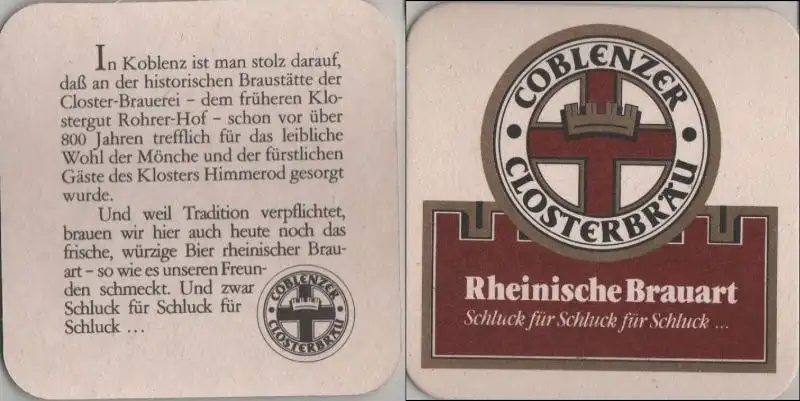 In Koblenz ist man stolz darauf,
daß an der historischen Braustätte der
Closter-Brauerei – dem früheren Klo-
stergut Rohrer-Hof – schon vor über
800 Jahren trefflich für das leibliche
Wohl der Mönche und der fürstlichen
Gäste des Klosters Himmerod gesorgt
wurde.
Und weil Tradition verpflichtet,
brauen wir hier auch heute noch das
frische, würzige Bier rheinischer Brau-
art – so wie es unseren Freun-
den schmeckt. Und zwar
Schluck für Schluck für
Schluck ...
COBLENZER
CLOSTERBRÄU
COBLENZER
CLOSTERBRÄU
Rheinische Brauart
Schluck für Schluck für Schluck ...